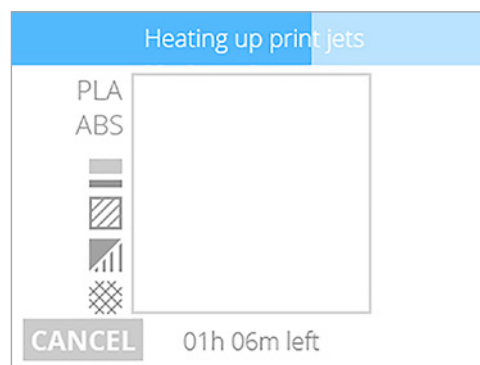 Heating up print jets
PLA
ABS
CANCEL
01h 06m left